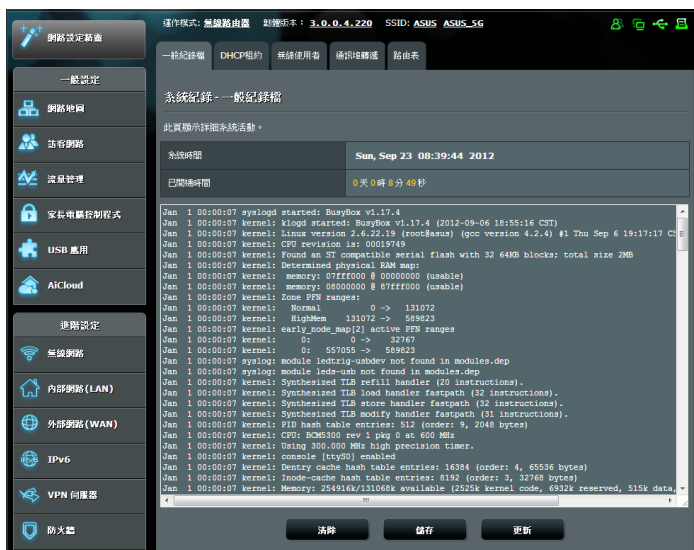 運作模式: 無線路由器 韌體版本: 3.0.0.4.220 SSID: ASUS ASUS_5G
網路設定精靈
一般設定
網路地圖
訪客網路
流量管理
家長電腦控制程式
USB 應用
AiCloud
進階設定
無線網路
內部網路(LAN)
外部網路(WAN)
IPv6
VPN 伺服器
防火牆
一般紀錄檔 DHCP租約 無線使用者 通訊埠轉遞 路由表
系統紀錄 - 一般紀錄檔
此頁顯示詳細系統活動。
系統時間 Sun, Sep 23 08:39:44 2012
已開機時間 0 天 0 時 8 分 49 秒
Jan 1 00:00:07 syslogd started: BusyBox v1.17.4
Jan 1 00:00:07 kernel: klogd started: BusyBox v1.17.4 (2012-09-06 18:55:16 CST)
Jan 1 00:00:07 kernel: Linux version 2.6.22.19 (root@asus) (gcc version 4.2.4) #1 Thu Sep 6 19:17:17 CS
Jan 1 00:00:07 kernel: CPU revision is: 00019749
Jan 1 00:00:07 kernel: Found an ST compatible serial flash with 32 64KB blocks; total size 2MB
Jan 1 00:00:07 kernel: Determined physical RAM map:
Jan 1 00:00:07 kernel: memory: 07fff000 @ 00000000 (usable)
Jan 1 00:00:07 kernel: memory: 08000000 @ 87fff000 (usable)
Jan 1 00:00:07 kernel: Zone PFN ranges:
Jan 1 00:00:07 kernel: Normal 0 -> 131072
Jan 1 00:00:07 kernel: HighMem 131072 -> 589823
Jan 1 00:00:07 kernel: early_node_map[2] active PFN ranges
Jan 1 00:00:07 kernel: 0: 0 -> 32767
Jan 1 00:00:07 kernel: 0: 557055 -> 589823
Jan 1 00:00:07 syslog: module ledtrig-usbdev not found in modules.dep
Jan 1 00:00:07 syslog: module leds-usb not found in modules.dep
Jan 1 00:00:07 kernel: Synthesized TLB refill handler (20 instructions).
Jan 1 00:00:07 kernel: Synthesized TLB load handler fastpath (32 instructions).
Jan 1 00:00:07 kernel: Synthesized TLB store handler fastpath (32 instructions).
Jan 1 00:00:07 kernel: Synthesized TLB modify handler fastpath (31 instructions).
Jan 1 00:00:07 kernel: PID hash table entries: 512 (order: 9, 2048 bytes)
Jan 1 00:00:07 kernel: CPU: BCM5300 rev 1 pkg 0 at 600 MHz
Jan 1 00:00:07 kernel: Using 300.000 MHz high precision timer.
Jan 1 00:00:07 kernel: console [ttyS0] enabled
Jan 1 00:00:07 kernel: Dentry cache hash table entries: 16384 (order: 4, 65536 bytes)
Jan 1 00:00:07 kernel: Inode-cache hash table entries: 8192 (order: 3, 32768 bytes)
Jan 1 00:00:07 kernel: Memory: 254916k/131068k available (2525k kernel code, 6932k reserved, 515k data,
清除 儲存 更新